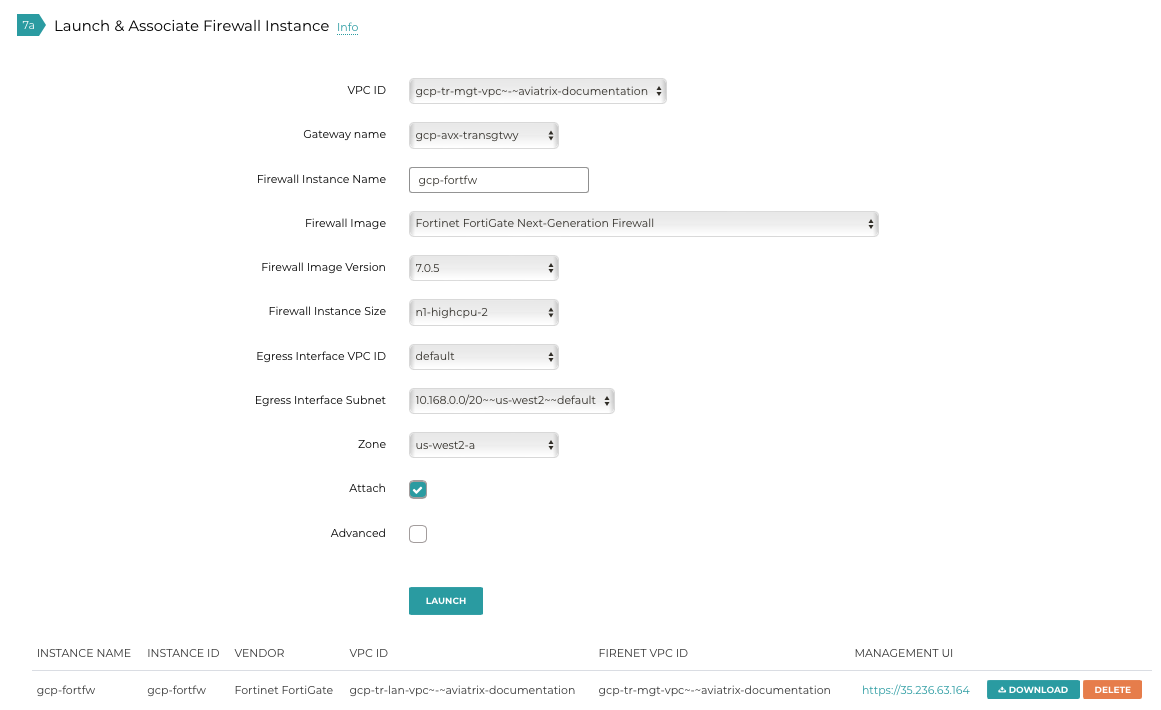 7a Launch & Associate Firewall Instance Info
VPC ID gcp-tr-mgt-vpc~-~aviatrix-documentation
Gateway name gcp-avx-transgtwy
Firewall Instance Name gcp-fortfw
Firewall Image Fortinet FortiGate Next-Generation Firewall
Firewall Image Version 7.0.5
Firewall Instance Size n1-highcpu-2
Egress Interface VPC ID default
Egress Interface Subnet 10.168.0.0/20~~us-west2~~default
Zone us-west2-a
Attach
Advanced
LAUNCH
INSTANCE NAME INSTANCE ID VENDOR VPC ID FIRENET VPC ID MANAGEMENT UI
gcp-fortfw gcp-fortfw Fortinet FortiGate gcp-tr-lan-vpc~-~aviatrix-documentation gcp-tr-mgt-vpc~-~aviatrix-documentation https://35.236.63.164 DOWNLOAD DELETE